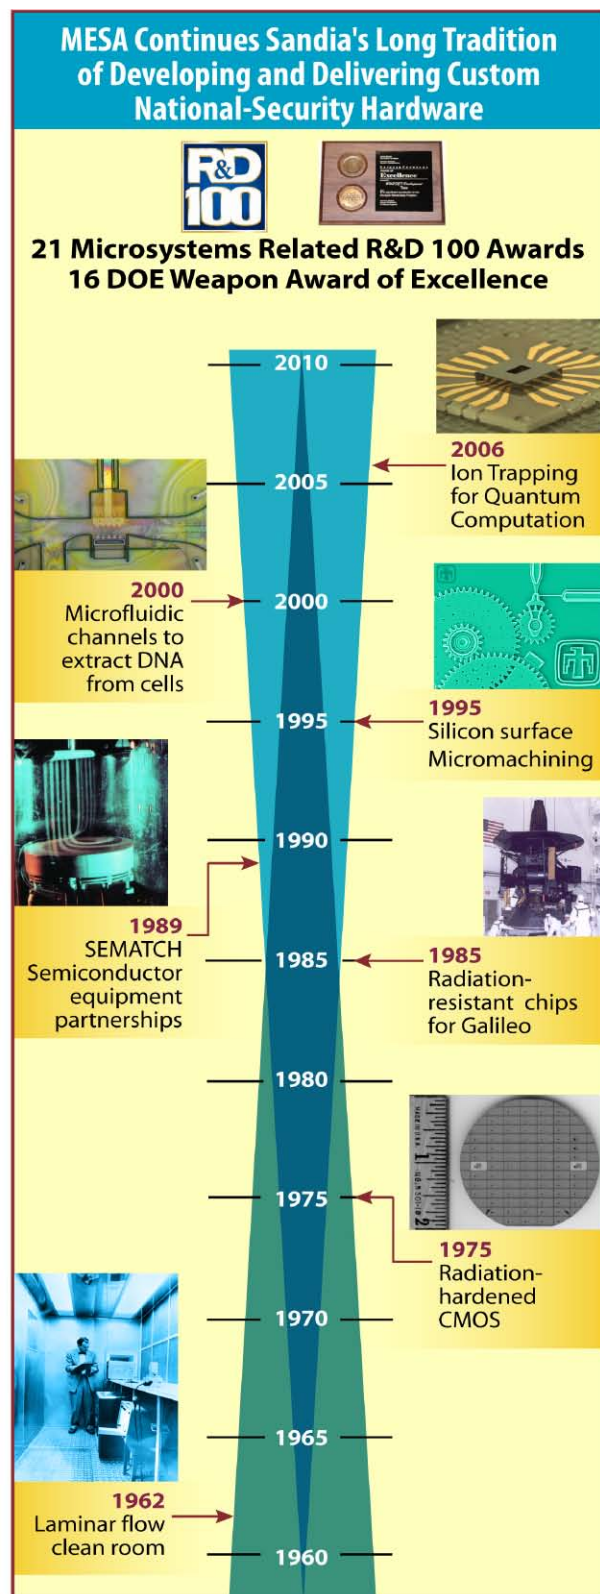 MESA Continues Sandia's Long Tradition
of Developing and Delivering Custom
National-Security Hardware
R&D
100
Excellence
21 Microsystems Related R&D 100 Awards
16 DOE Weapon Award of Excellence
2010
2006
Ion Trapping
for Quantum
Computation
2005
2000
Microfluidic
channels to
extract DNA
from cells
2000
1995
Silicon surface
Micromachining
1995
1990
1989
SEMATCH
Semiconductor
equipment
partnerships
1985
1985
Radiation-
resistant chips
for Galileo
1980
1
2
1975
1975
Radiation-
hardened
CMOS
1970
1965
1962
Laminar flow
clean room
1960